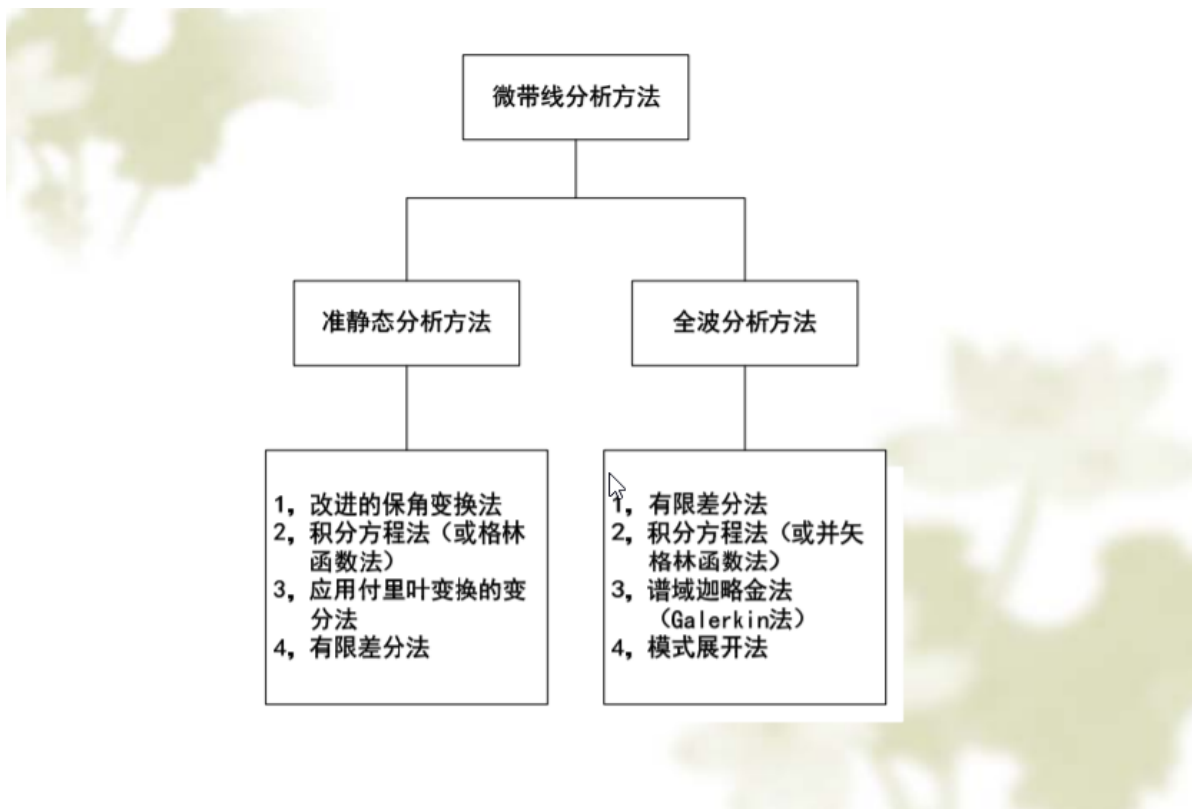 微带线分析方法
准静态分析方法
全波分析方法
1，改进的保角变换法
2，积分方程法（或格林
函数法）
3，应用付里叶变换的变
分法
4，有限差分法
1，有限差分法
2，积分方程法（或并矢
格林函数法）
3，谱域迦略金法
（Galerkin法）
4，模式展开法